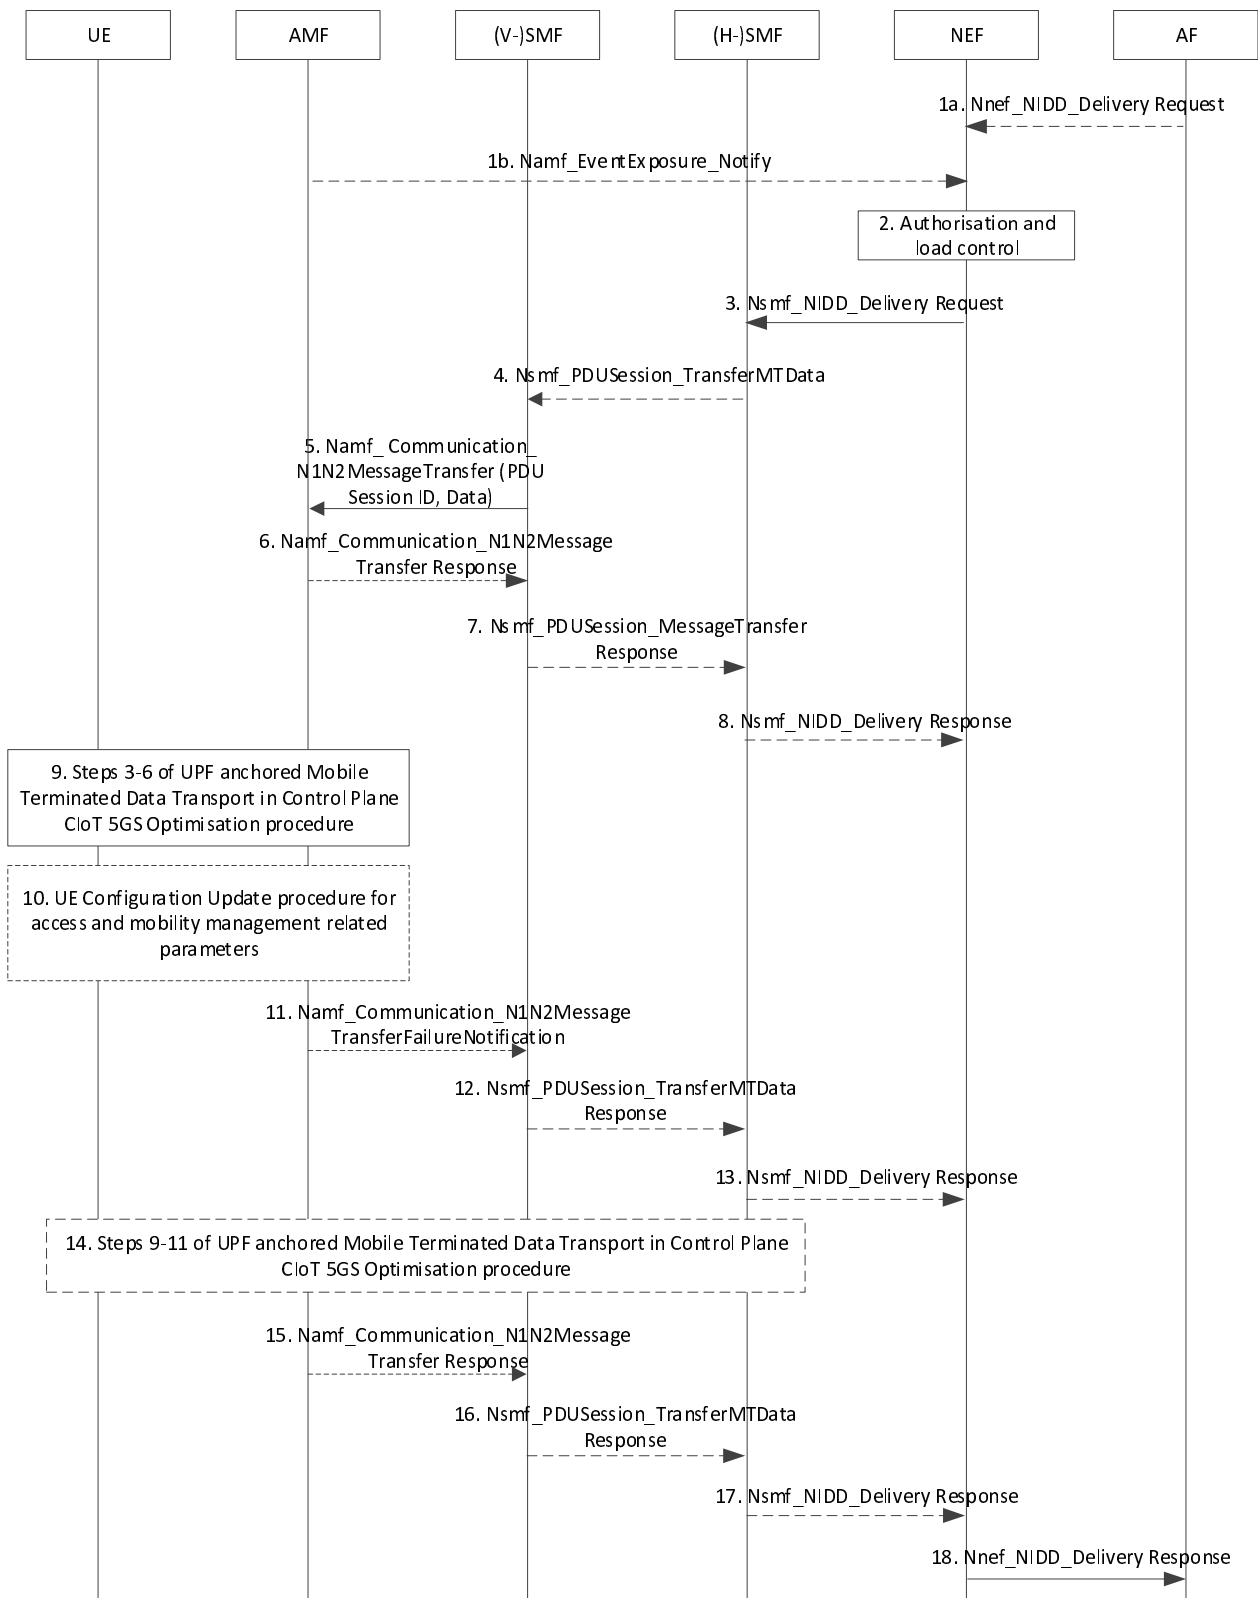 UE
AMF
(V-)SMF
(H-)SMF
NEF
AF
1a. Nnef_NIDD_Delivery Request
1b. Namf_EventExposure_Notify
2. Authorisation and
load control
3. Nsmf_NIDD_Delivery Request
4. Nsmf_PDUSession_TransferMTData
5. Namf_ Communication_
N1N2MessageTransfer (PDU
Session ID, Data)
6. Namf_Communication_N1N2Message
Transfer Response
7. Nsmf_PDUSession_MessageTransfer
Response
8. Nsmf_NIDD_Delivery Response
9. Steps 3-6 of UPF anchored Mobile
Terminated Data Transport in Control Plane
CIoT 5GS Optimisation procedure
10. UE Configuration Update procedure for
access and mobility management related
parameters
11. Namf_Communication_N1N2Message
TransferFailureNotification
12. Nsmf_PDUSession_TransferMTData
Response
13. Nsmf_NIDD_Delivery Response
14. Steps 9-11 of UPF anchored Mobile Terminated Data Transport in Control Plane
CIoT 5GS Optimisation procedure
15. Namf_Communication_N1N2Message
Transfer Response
16. Nsmf_PDUSession_TransferMTData
Response
17. Nsmf_NIDD_Delivery Response
18. Nnef_NIDD_Delivery Response